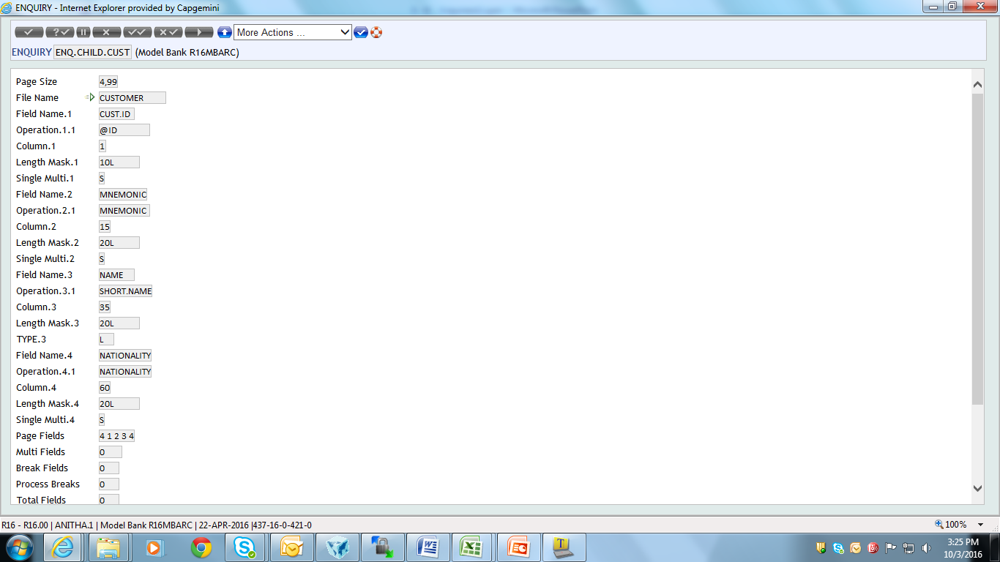 ENQUIRY - Internet Explorer provided by Capgemini
More Actions ...
ENQUIRY ENQ.CHILD.CUST (Model Bank R16MBARC)
Page Size 4,99
File Name CUSTOMER
Field Name.1 CUST.ID
Operation.1.1 @ID
Column.1 1
Length Mask.1 10L
Single Multi.1 S
Field Name.2 MNEMONIC
Operation.2.1 MNEMONIC
Column.2 15
Length Mask.2 20L
Single Multi.2 S
Field Name.3 NAME
Operation.3.1 SHORT.NAME
Column.3 35
Length Mask.3 20L
TYPE.3 L
Field Name.4 NATIONALITY
Operation.4.1 NATIONALITY
Column.4 60
Length Mask.4 20L
Single Multi.4 S
Page Fields 4 1 2 3 4
Multi Fields 0
Break Fields 0
Process Breaks 0
Total Fields 0
R16 - R16.00 | ANITHA.1 | Model Bank R16MBARC | 22-APR-2016 |437-16-0-421-0
100%
3:25 PM
10/3/2016